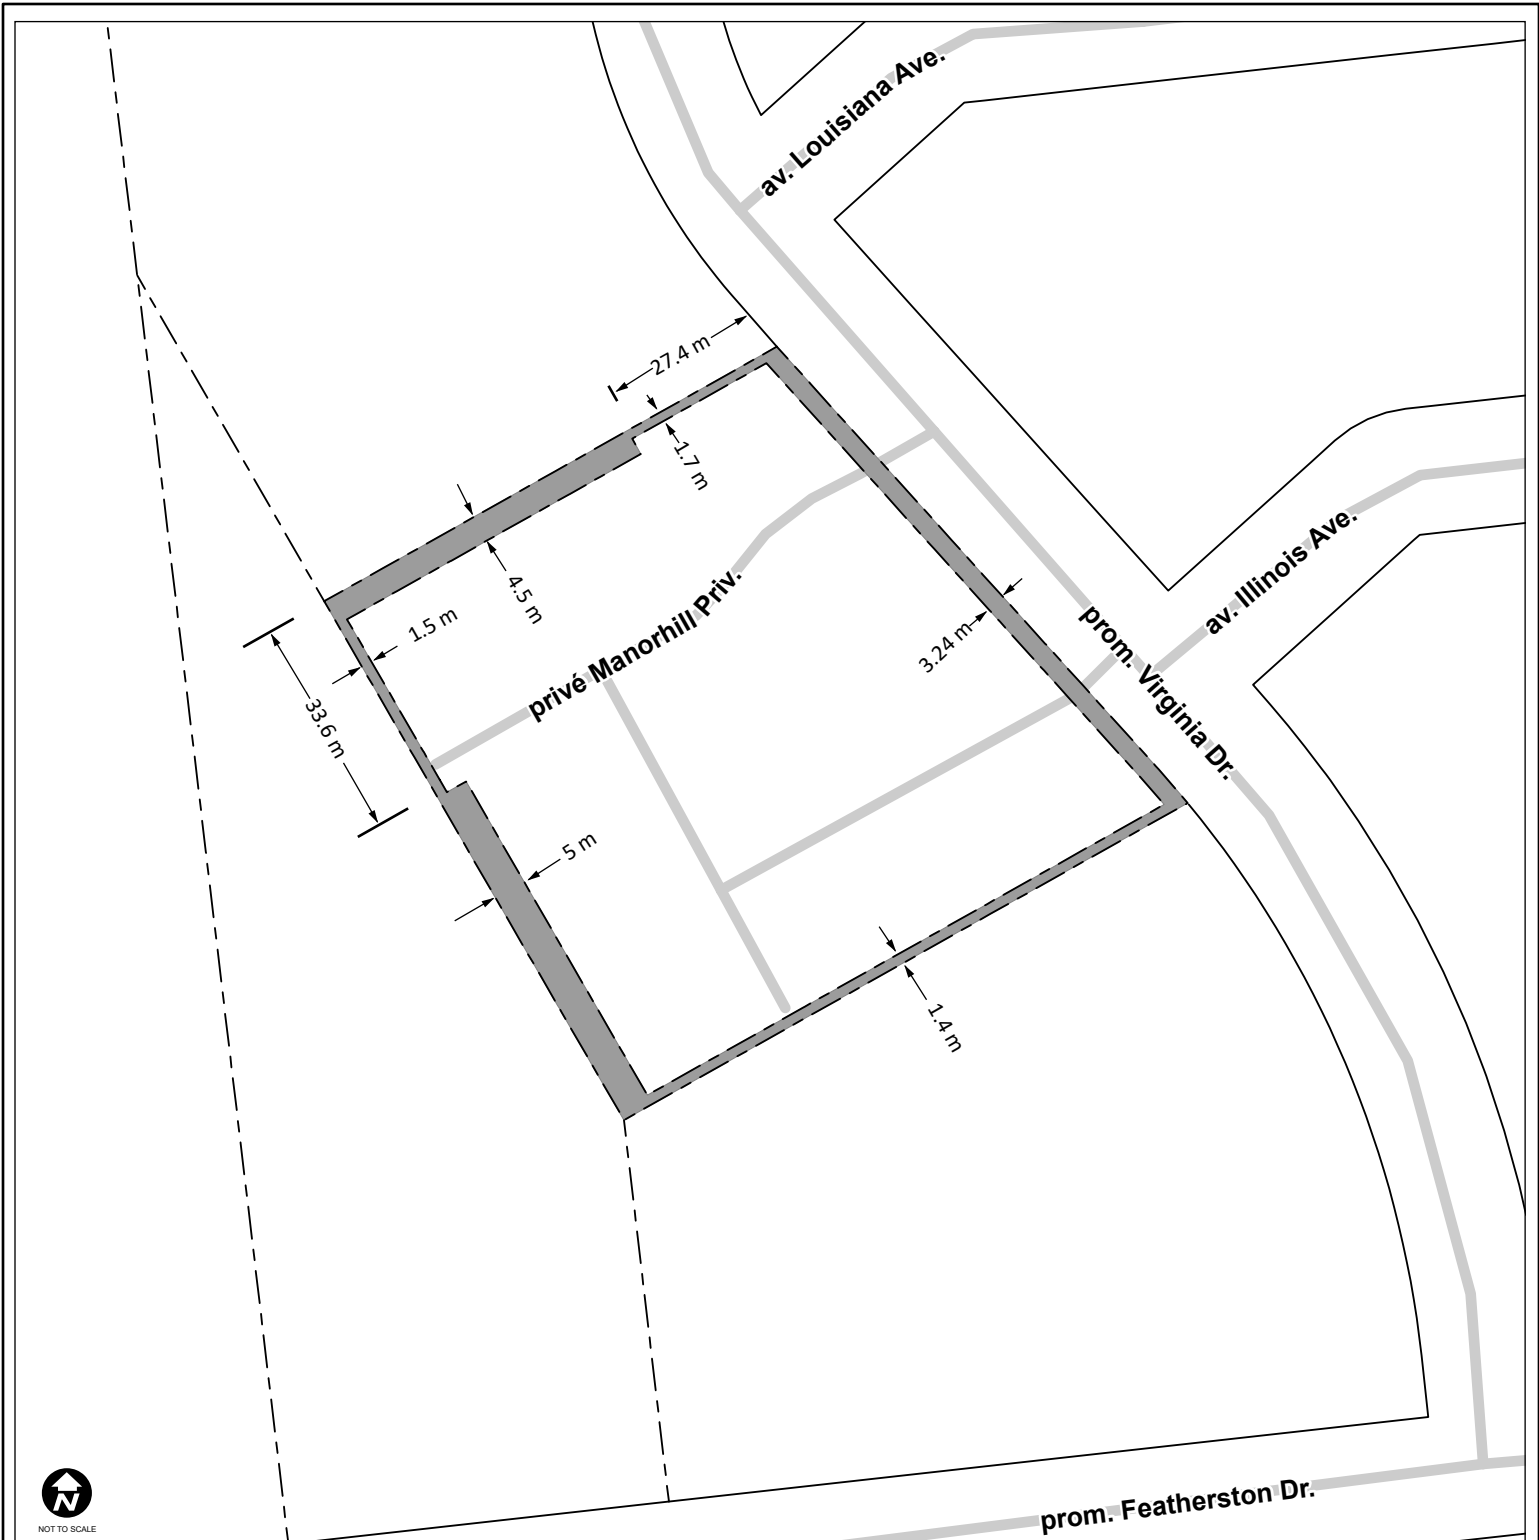 av. Louisiana Ave.
27.4 m
1.7 m
4.5 m
1.5 m
33.6 m
privé Manorhill Priv.
3.24 m
av. Illinois Ave.
prom. Virginia Dr.
5 m
1.4 m
N
NOT TO SCALE
prom. Featherston Dr.